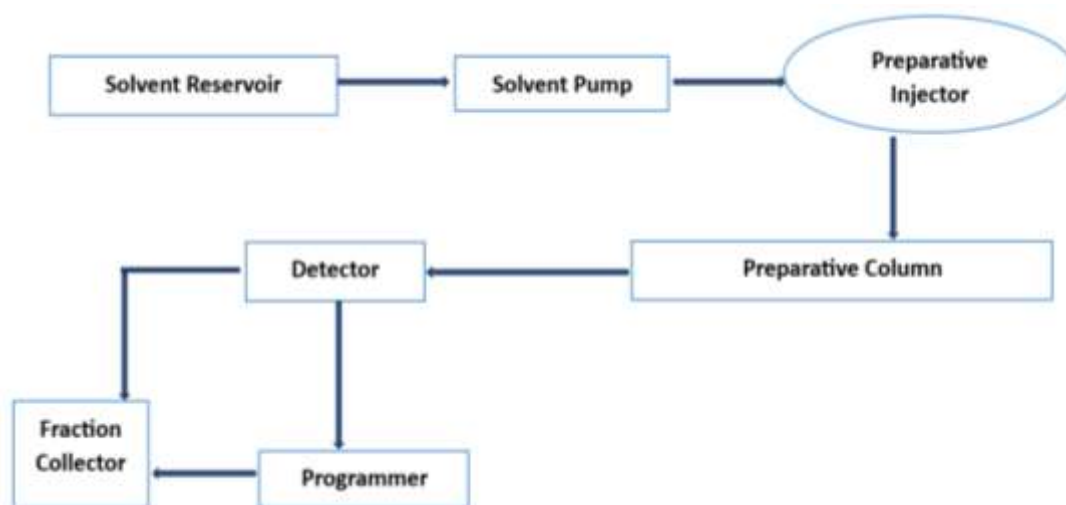 Solvent Reservoir
Solvent Pump
Preparative
Injector
Preparative Column
Detector
Fraction
Collector
Programmer